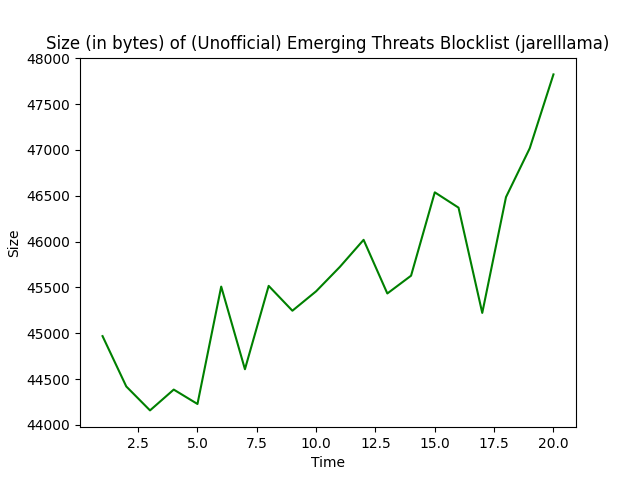 Size (in bytes) of (Unofficial) Emerging Threats Blocklist (jarelllama)
48000
47500
47000
46500
46000
45500
45000
44500
44000
Size
2.5 5.0 7.5 10.0 12.5 15.0 17.5 20.0
Time